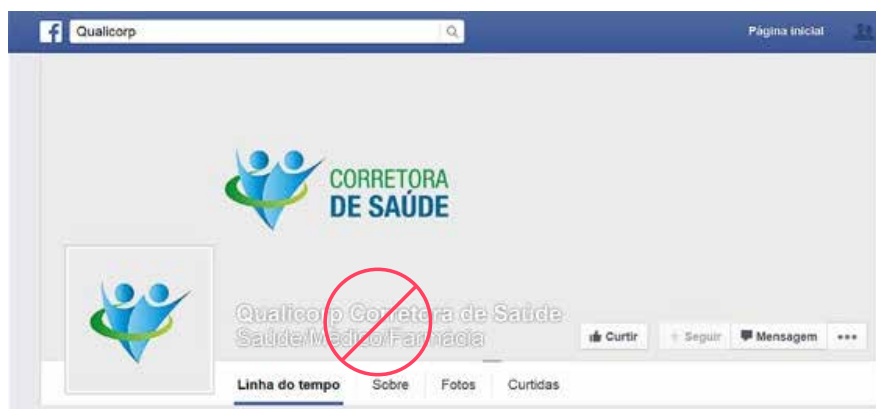 Qualicorp
Página inicial
CORRETORA
DE SAÚDE
Qualicorp Corretora de Saúde
Saúde/Médico/Farmácia
Curtir
+ Seguir
Mensagem
Linha do tempo
Sobre
Fotos
Curtidas